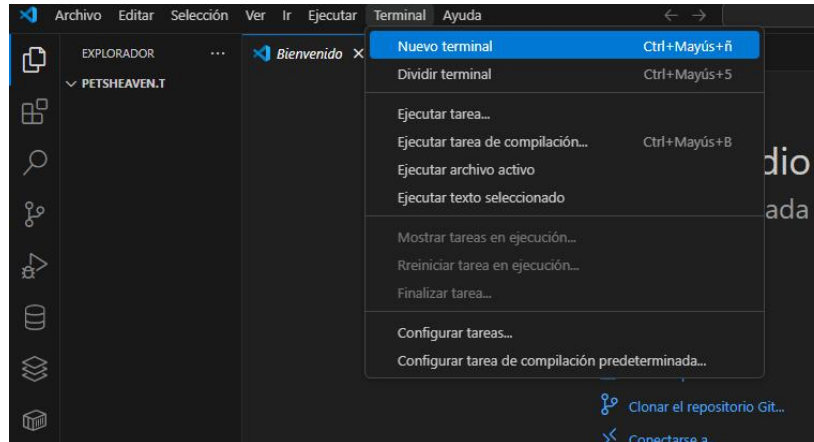 Archivo Editar Selección Ver Ir Ejecutar Terminal Ayuda
EXPLORADOR
PETSHEAVEN.T
Bienvenido
Nuevo terminal Ctrl+Mayús+ñ
Dividir terminal Ctrl+Mayús+5
Ejecutar tarea...
Ejecutar tarea de compilación... Ctrl+Mayús+B
Ejecutar archivo activo
Ejecutar texto seleccionado
Mostrar tareas en ejecución...
Rreiniciar tarea en ejecución...
Finalizar tarea...
Configurar tareas...
Configurar tarea de compilación predeterminada...
dio
ada
Clonar el repositorio Git...
Conectarse a...